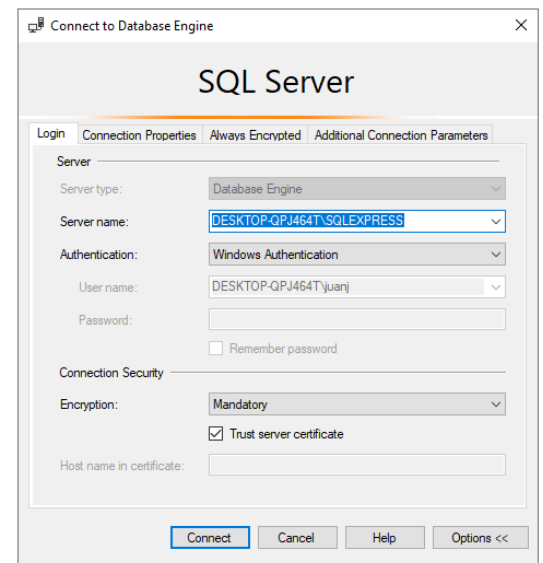 Connect to Database Engine
SQL Server
Login Connection Properties Always Encrypted Additional Connection Parameters
Server
Server type: Database Engine
Server name: DESKTOP-QPJ464T\SQLEXPRESS
Authentication: Windows Authentication
User name: DESKTOP-QPJ464T\juanj
Password:
Remember password
Connection Security
Encryption: Mandatory
Trust server certificate
Host name in certificate:
Connect Cancel Help Options <<